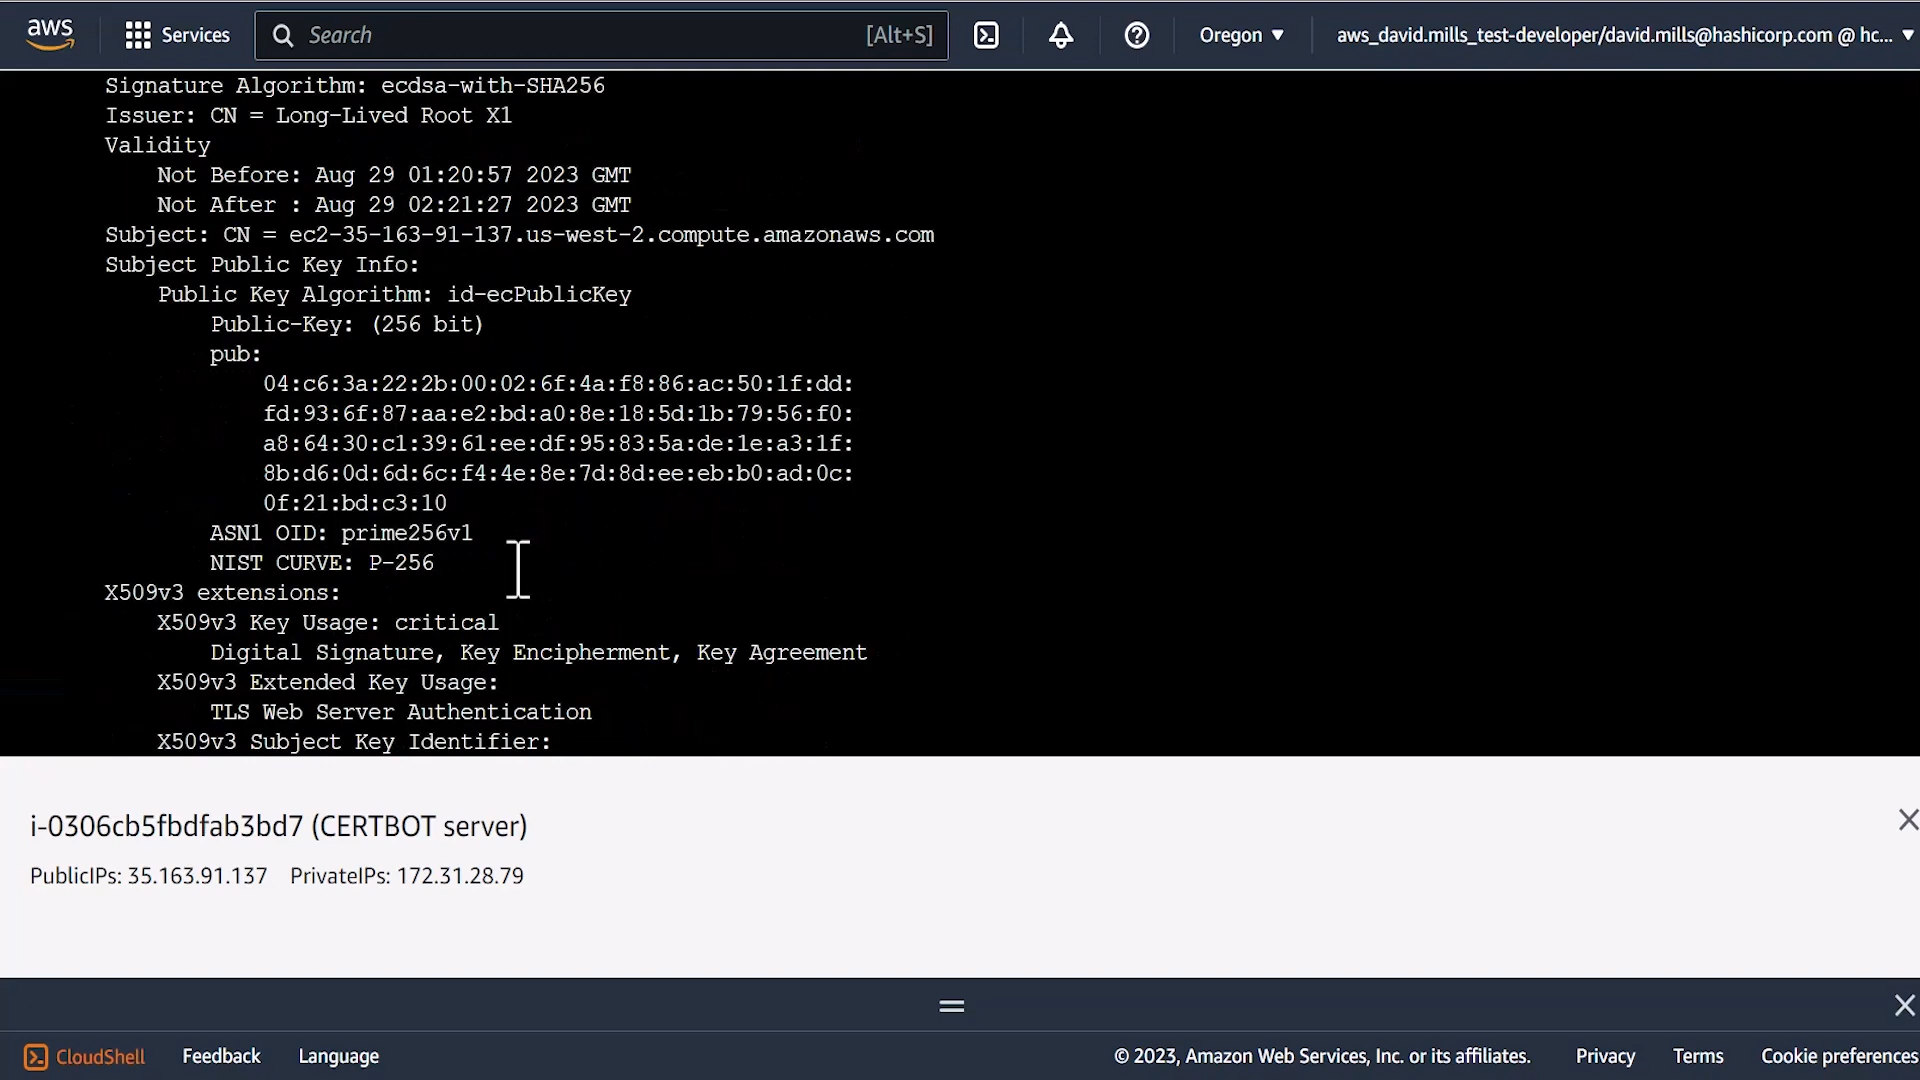 aws Services Search [Alt+S] Oregon ▼ aws_david.mills_test-developer/david.mills@hashicorp.com @ hc... ▼
Signature Algorithm: ecdsa-with-SHA256
Issuer: CN = Long-Lived Root X1
Validity
Not Before: Aug 29 01:20:57 2023 GMT
Not After : Aug 29 02:21:27 2023 GMT
Subject: CN = ec2-35-163-91-137.us-west-2.compute.amazonaws.com
Subject Public Key Info:
Public Key Algorithm: id-ecPublicKey
Public-Key: (256 bit)
pub:
04:c6:3a:22:2b:00:02:6f:4a:f8:86:ac:50:1f:dd:
fd:93:6f:87:aa:e2:bd:a0:8e:18:5d:1b:79:56:f0:
a8:64:30:c1:39:61:ee:df:95:83:5a:de:1e:a3:1f:
8b:d6:0d:6d:6c:f4:4e:8e:7d:8d:ee:eb:b0:ad:0c:
0f:21:bd:c3:10
ASN1 OID: prime256v1
NIST CURVE: P-256
X509v3 extensions:
X509v3 Key Usage: critical
Digital Signature, Key Encipherment, Key Agreement
X509v3 Extended Key Usage:
TLS Web Server Authentication
X509v3 Subject Key Identifier:
i-0306cb5fbdfab3bd7 (CERTBOT server)
PublicIPs: 35.163.91.137 PrivateIPs: 172.31.28.79
CloudShell Feedback Language © 2023, Amazon Web Services, Inc. or its affiliates. Privacy Terms Cookie preferences